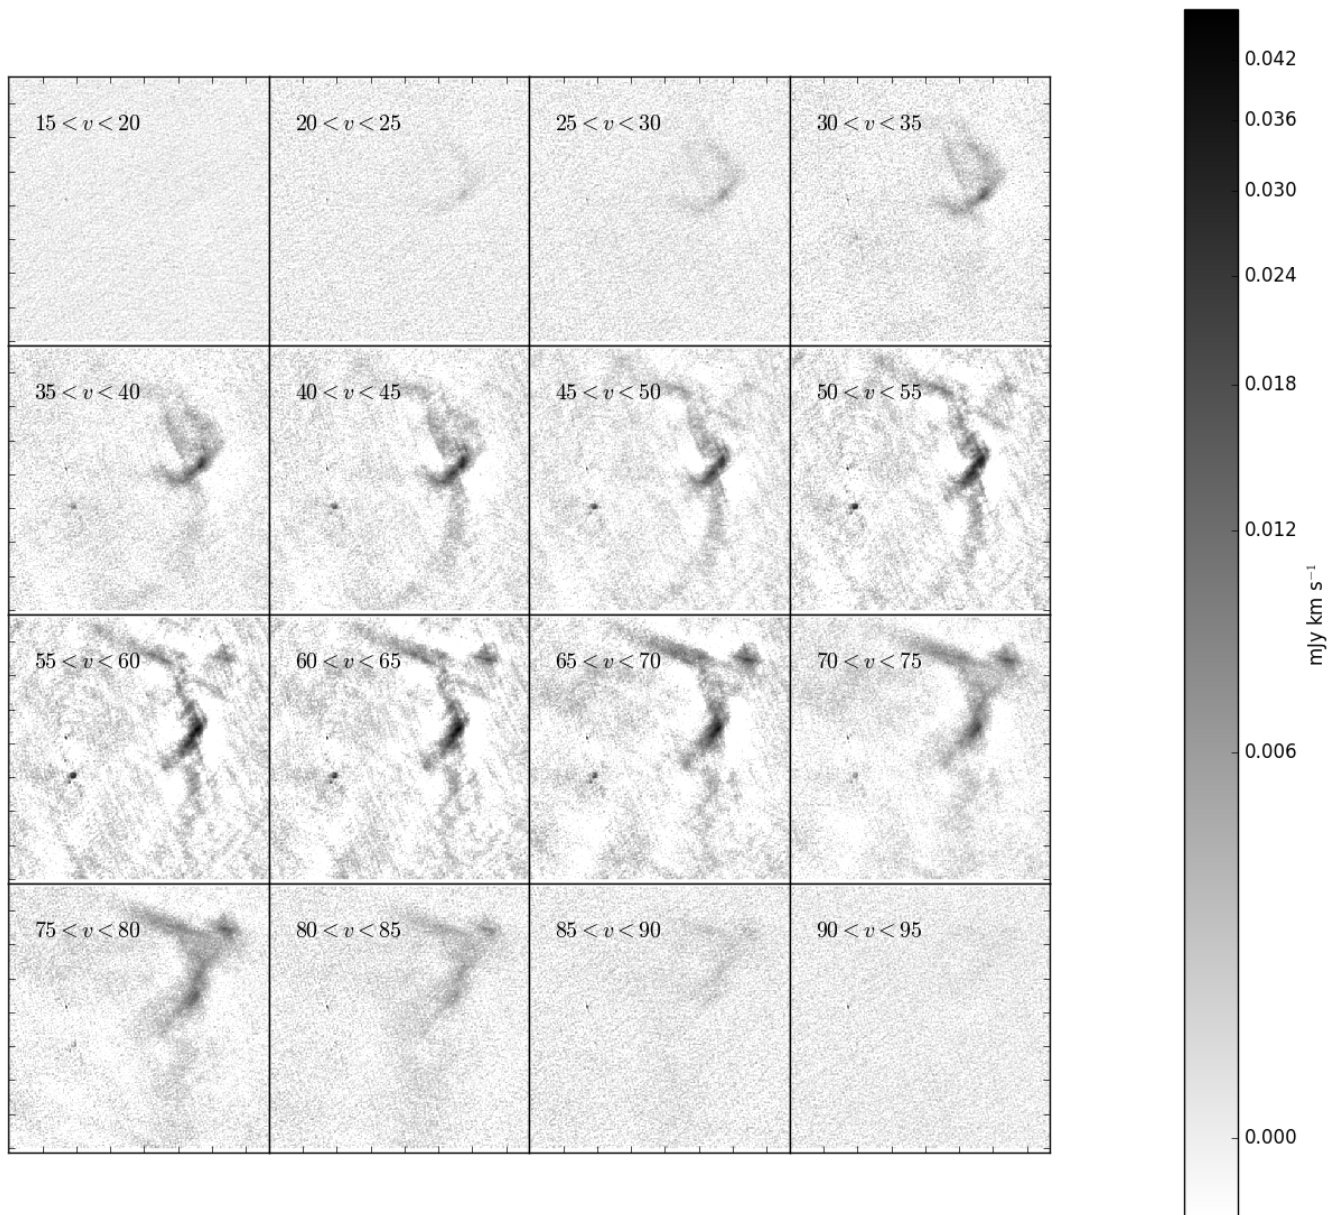 15 < v < 20
20 < v < 25
25 < v < 30
30 < v < 35
35 < v < 40
40 < v < 45
45 < v < 50
50 < v < 55
55 < v < 60
60 < v < 65
65 < v < 70
70 < v < 75
75 < v < 80
80 < v < 85
85 < v < 90
90 < v < 95
0.042
0.036
0.030
0.024
0.018
0.012
0.006
0.000
mJy km s⁻¹